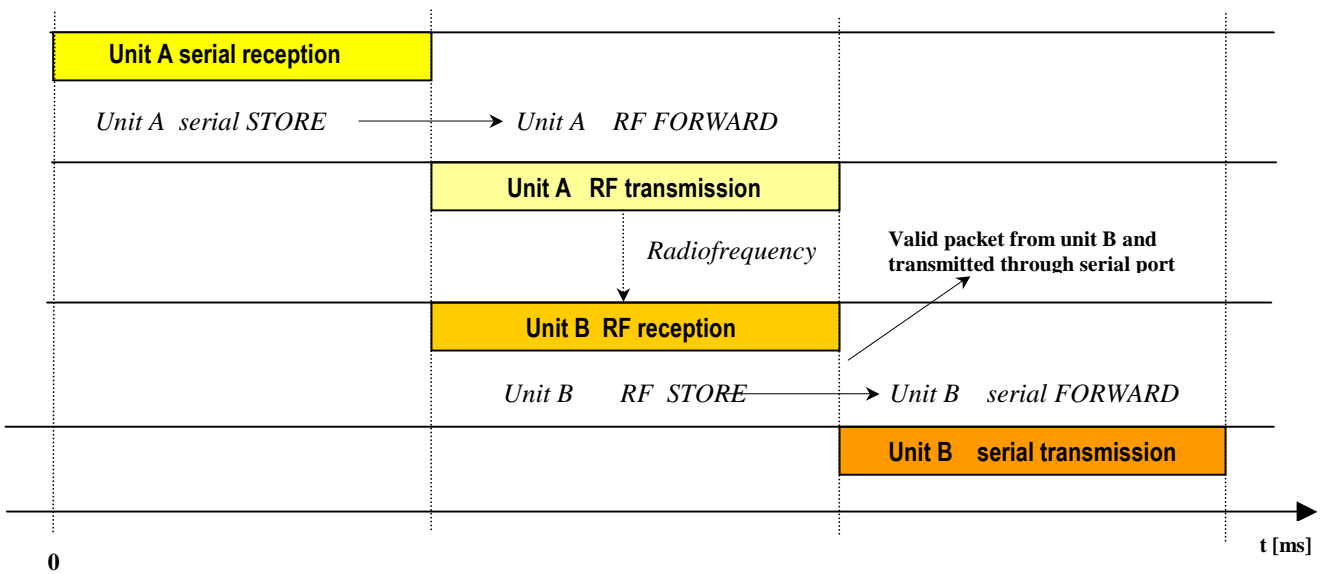 Unit A serial reception
Unit A serial STORE
Unit A RF FORWARD
Unit A RF transmission
Radiofrequency
Valid packet from unit B and
transmitted through serial port
Unit B RF reception
Unit B RF STORE
Unit B serial FORWARD
Unit B serial transmission
t [ms]
0